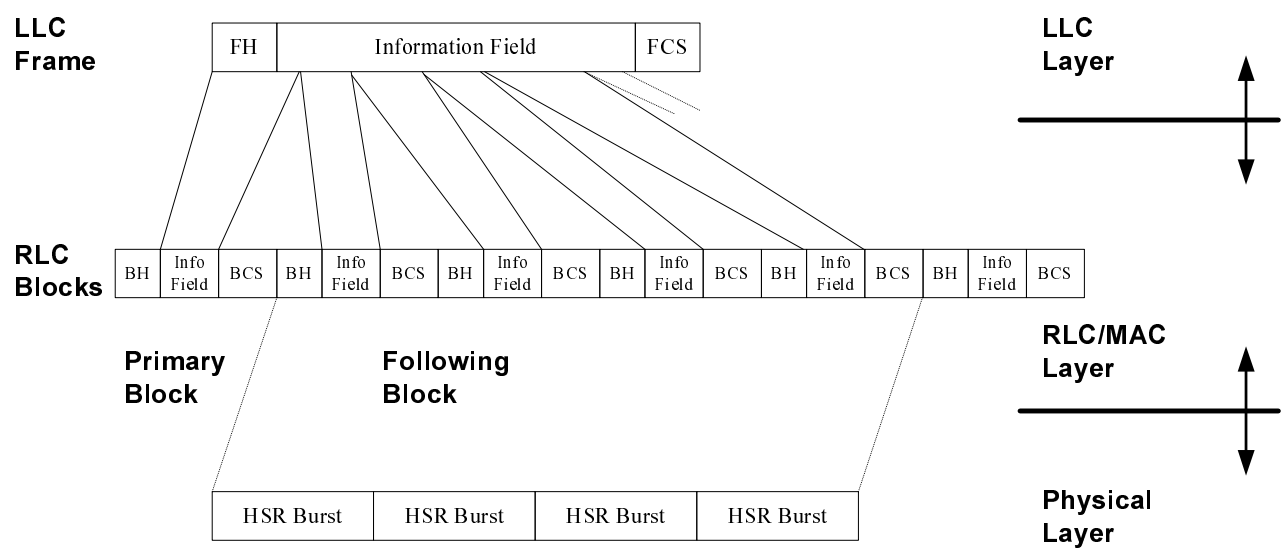 LLC
Frame
FH
Information Field
FCS
LLC
Layer
RLC
Blocks
BH
Info
Field
BCS
BH
Info
Field
BCS
BH
Info
Field
BCS
BH
Info
Field
BCS
BH
Info
Field
BCS
BH
Info
Field
BCS
Primary
Block
Following
Block
RLC/MAC
Layer
HSR Burst
HSR Burst
HSR Burst
HSR Burst
Physical
Layer